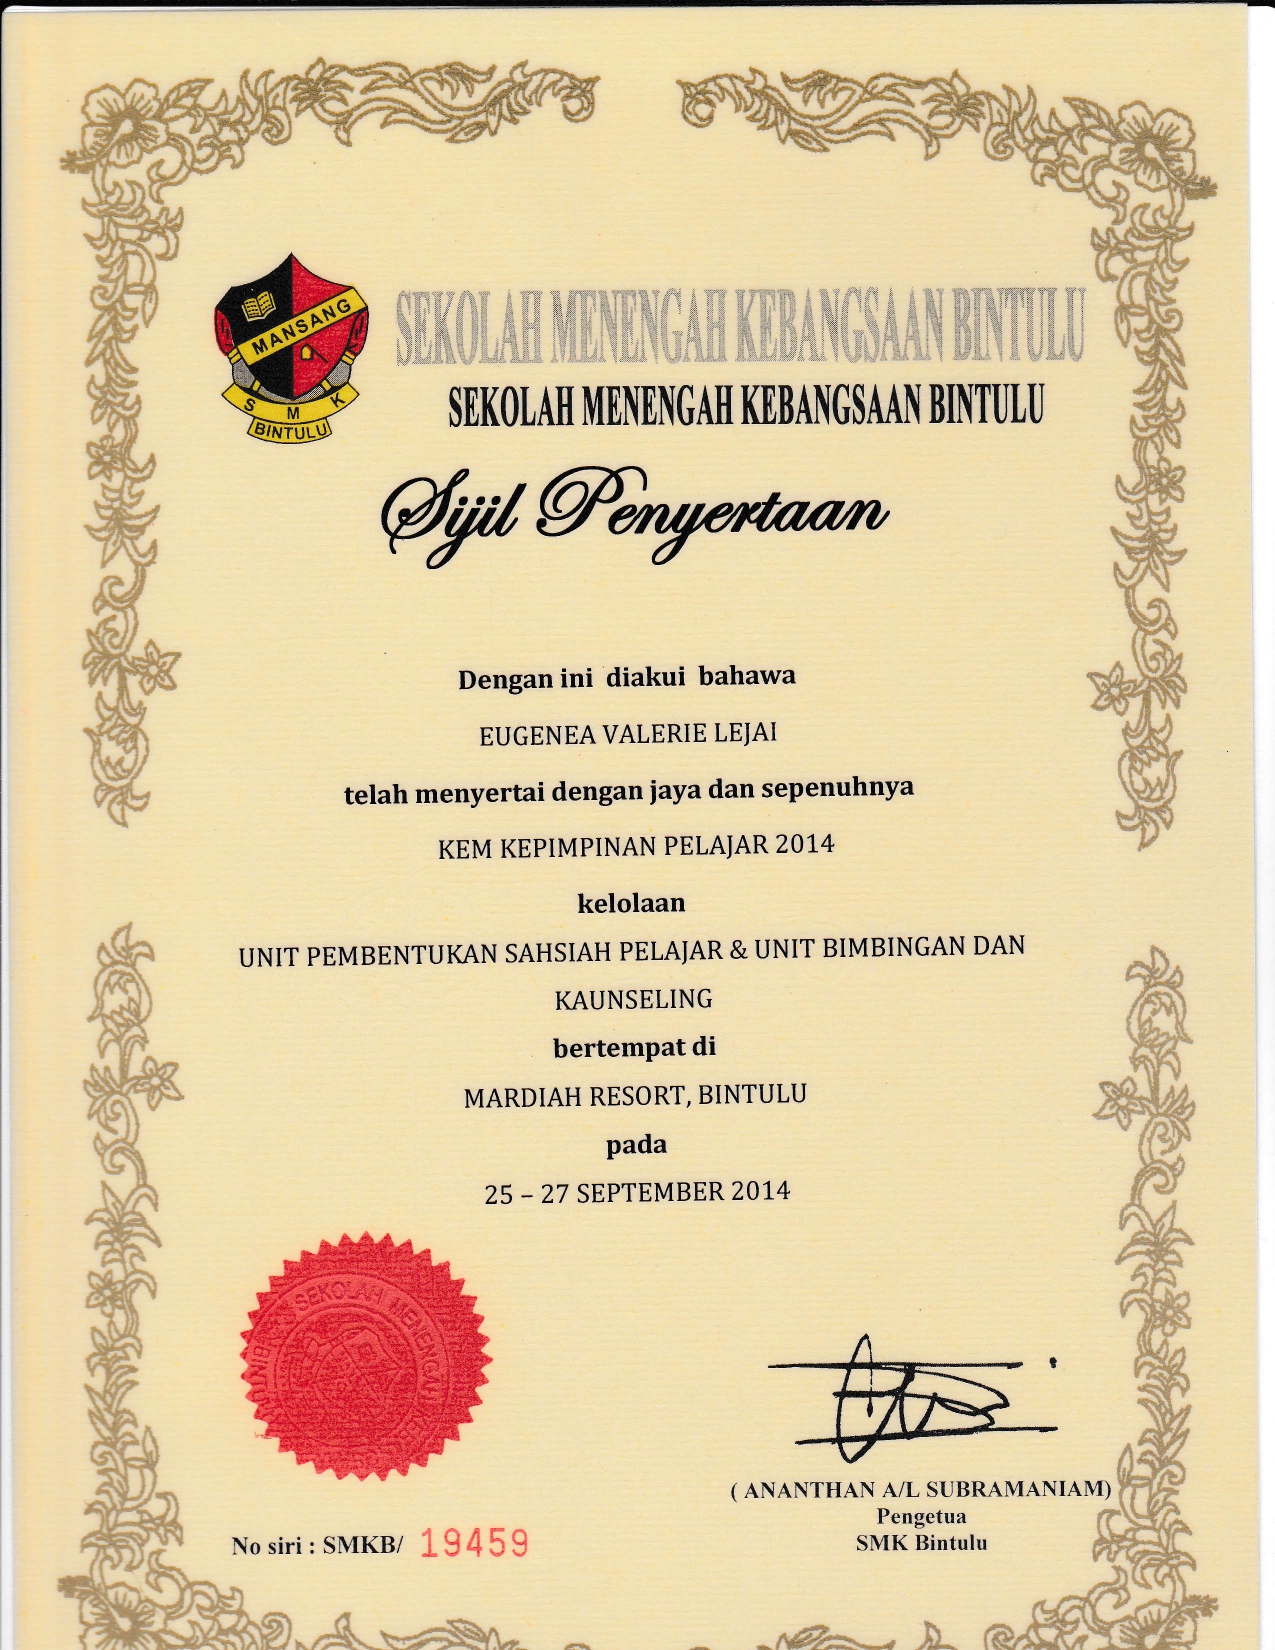 MANSANG
S M K
BINTULU
SEKOLAH MENENGAH KEBANGSAAN BINTULU
SEKOLAH MENENGAH KEBANGSAAN BINTULU
Sijil Penyertaan
Dengan ini diakui bahawa
EUGENEA VALERIE LEJAI
telah menyertai dengan jaya dan sepenuhnya
KEM KEPIMPINAN PELAJAR 2014
kelolaan
UNIT PEMBENTUKAN SAHSIAH PELAJAR & UNIT BIMBINGAN DAN
KAUNSELING
bertempat di
MARDIAH RESORT, BINTULU
pada
25 – 27 SEPTEMBER 2014
SEKOLAH MENENGAH
( ANANTHAN A/L SUBRAMANIAM)
Pengetua
SMK Bintulu
No siri : SMKB/ 19459